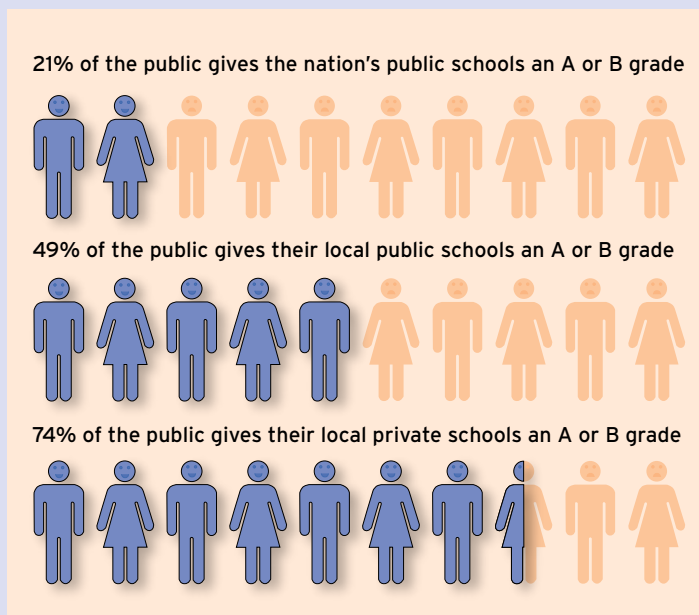 21% of the public gives the nation's public schools an A or B grade
49% of the public gives their local public schools an A or B grade
74% of the public gives their local private schools an A or B grade